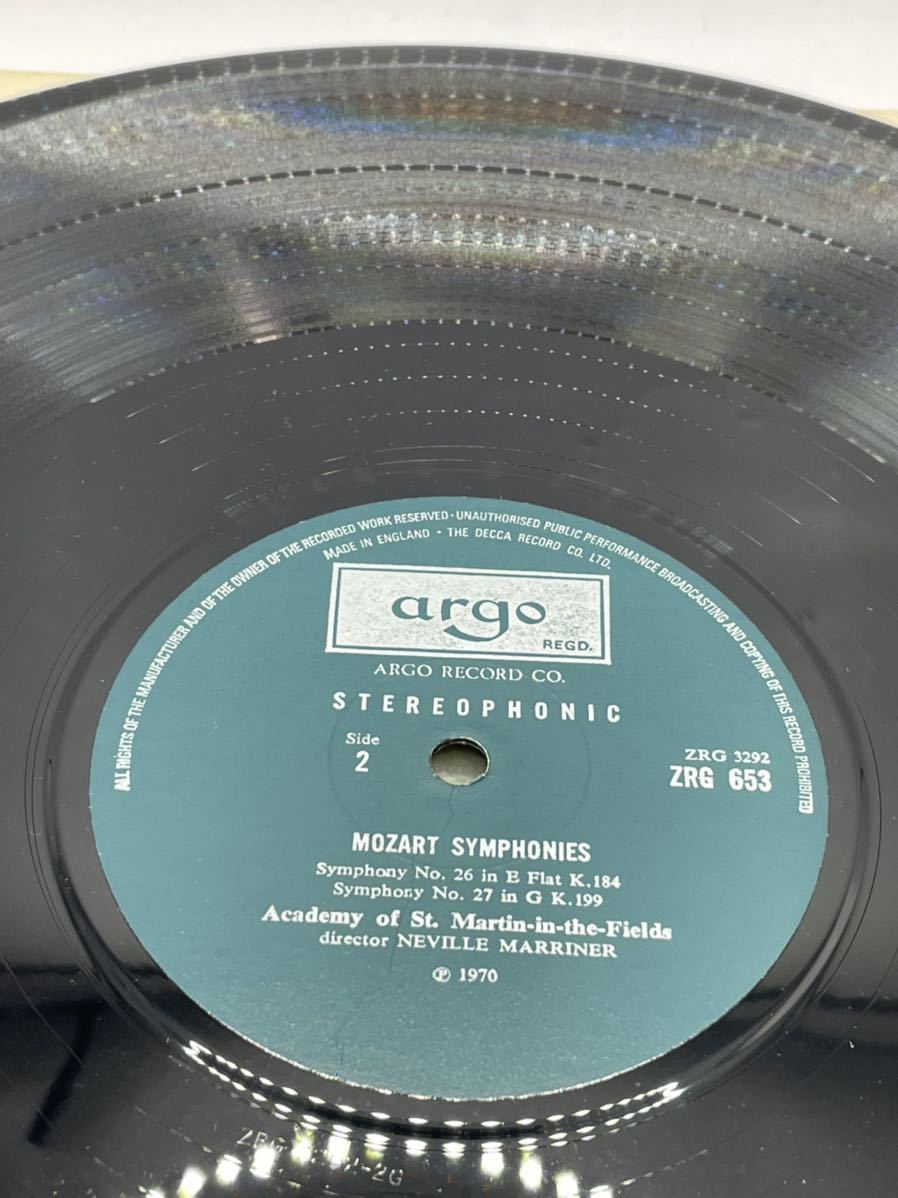 ALL RIGHTS OF THE MANUFACTURER AND OF THE OWNER OF THE RECORDED WORK RESERVED · UNAUTHORISED PUBLIC PERFORMANCE BROADCASTING AND COPYING OF THIS RECORD PROHIBITED
MADE IN ENGLAND · THE DECCA RECORD CO. LTD.
argo
REGD.
ARGO RECORD CO.
STEREOPHONIC
Side
2
ZRG 3292
ZRG 653
MOZART SYMPHONIES
Symphony No. 26 in E Flat K.184
Symphony No. 27 in G K.199
Academy of St. Martin-in-the-Fields
director NEVILLE MARRINER
℗ 1970